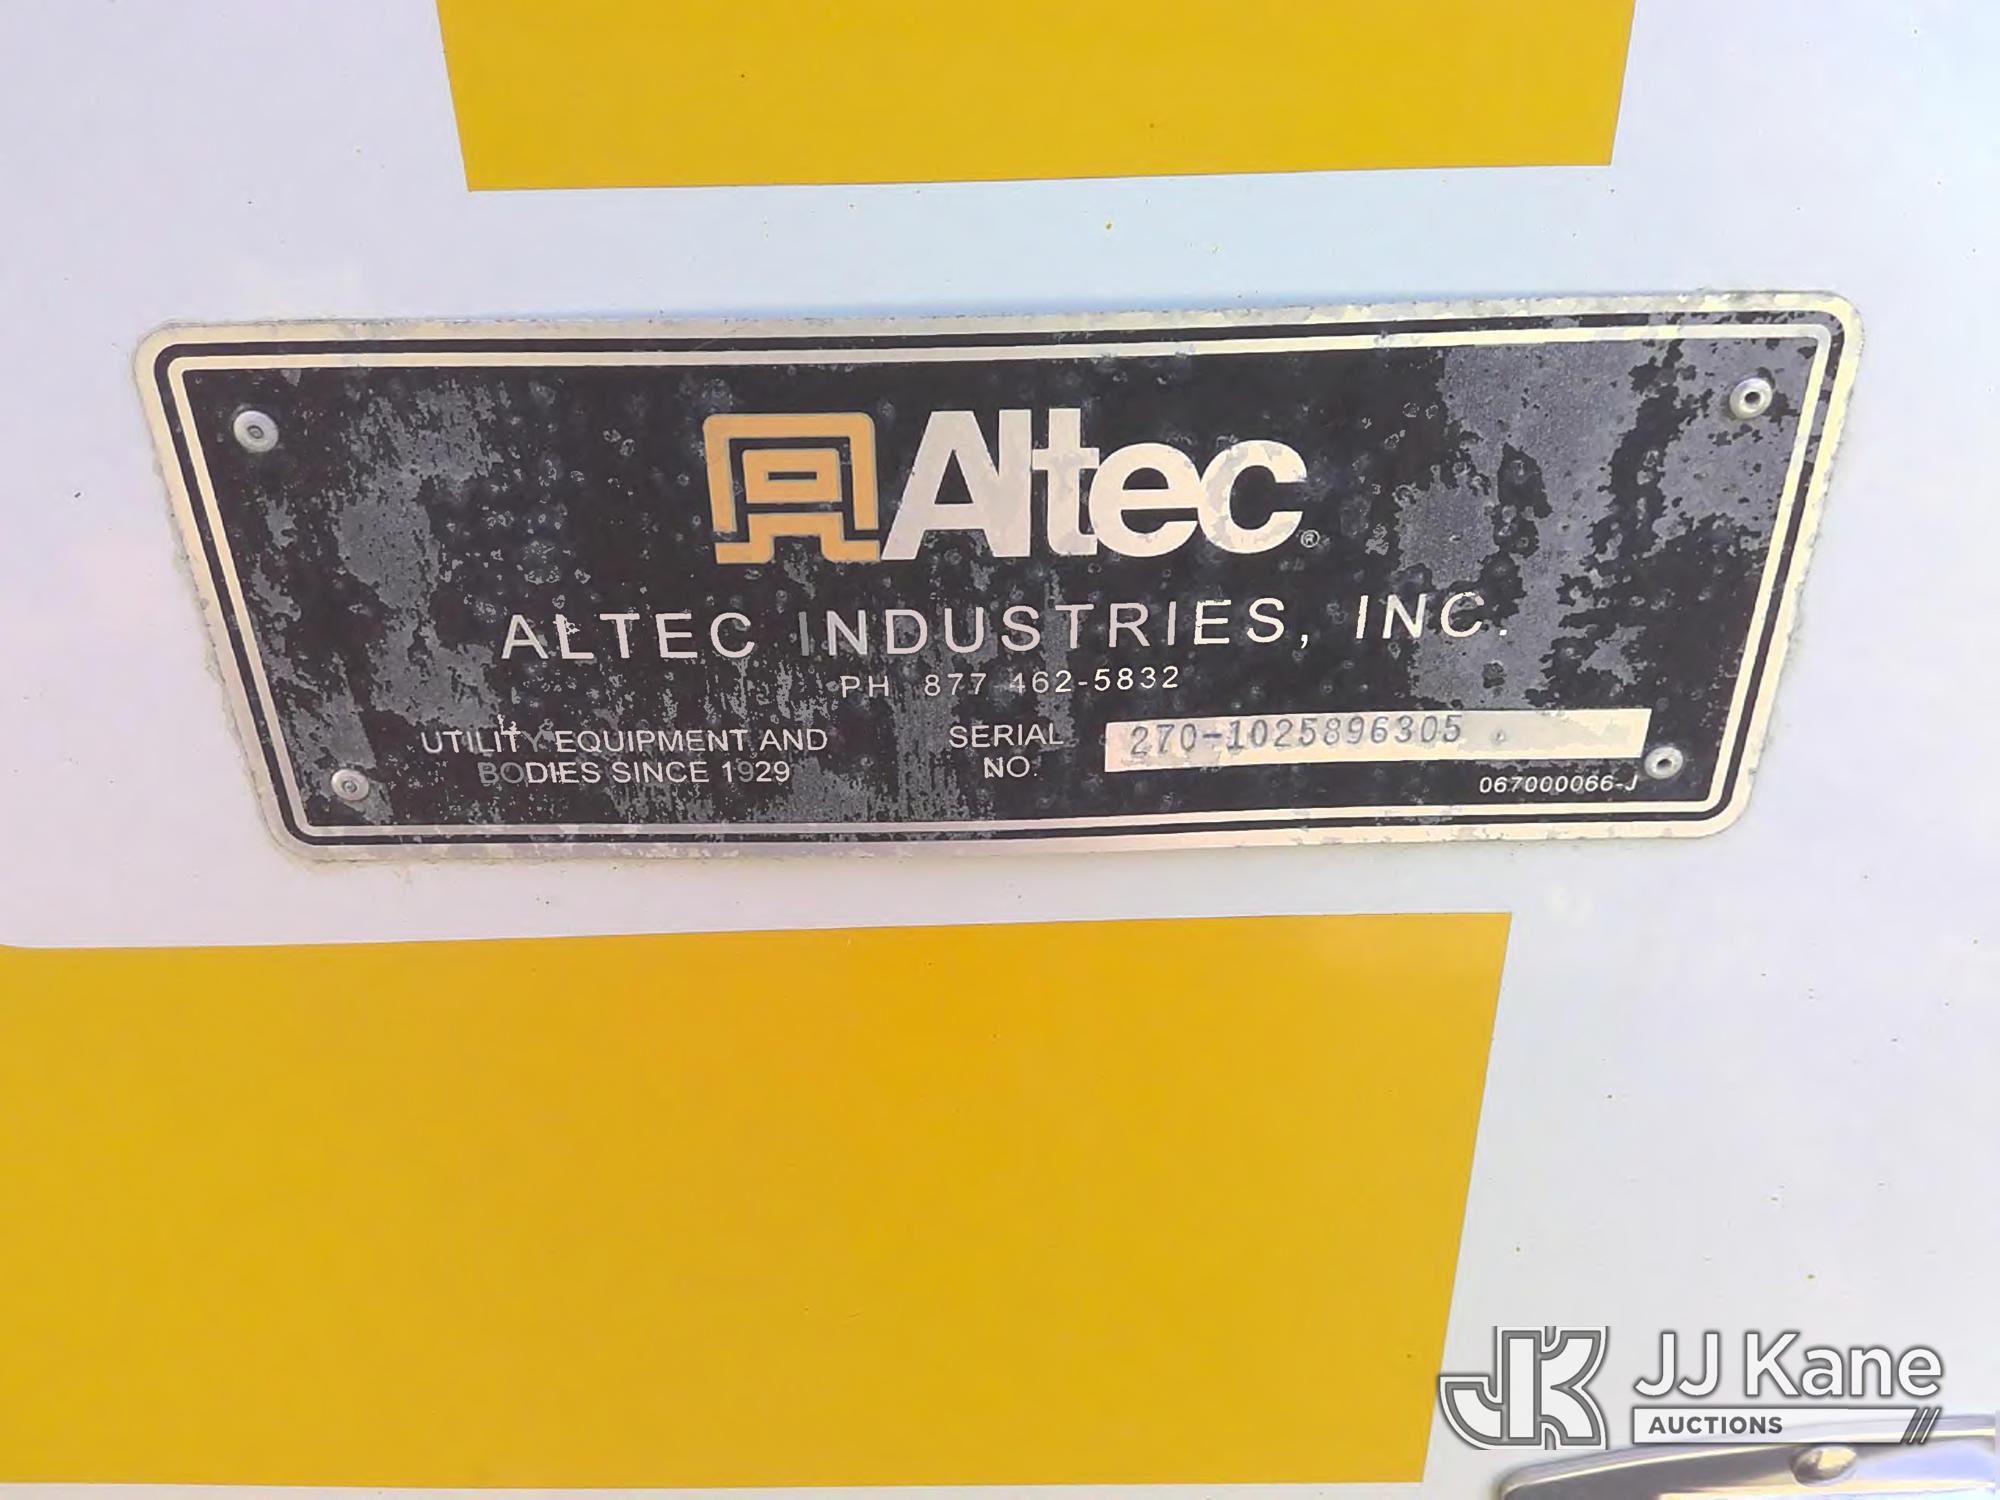 Altec®
ALTEC INDUSTRIES, INC.
PH 877 462-5832
UTILITY EQUIPMENT AND
BODIES SINCE 1929
SERIAL
NO.
270-1025896305
067000066-J
JK JJ Kane
AUCTIONS